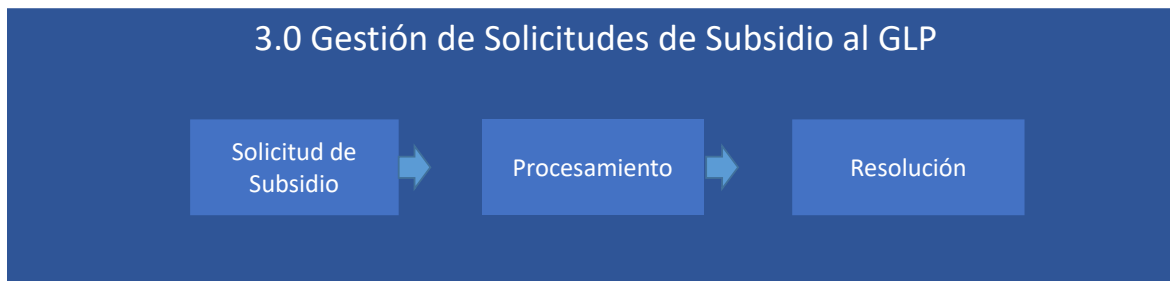 3.0 Gestión de Solicitudes de Subsidio al GLP
Solicitud de
Subsidio
Procesamiento
Resolución